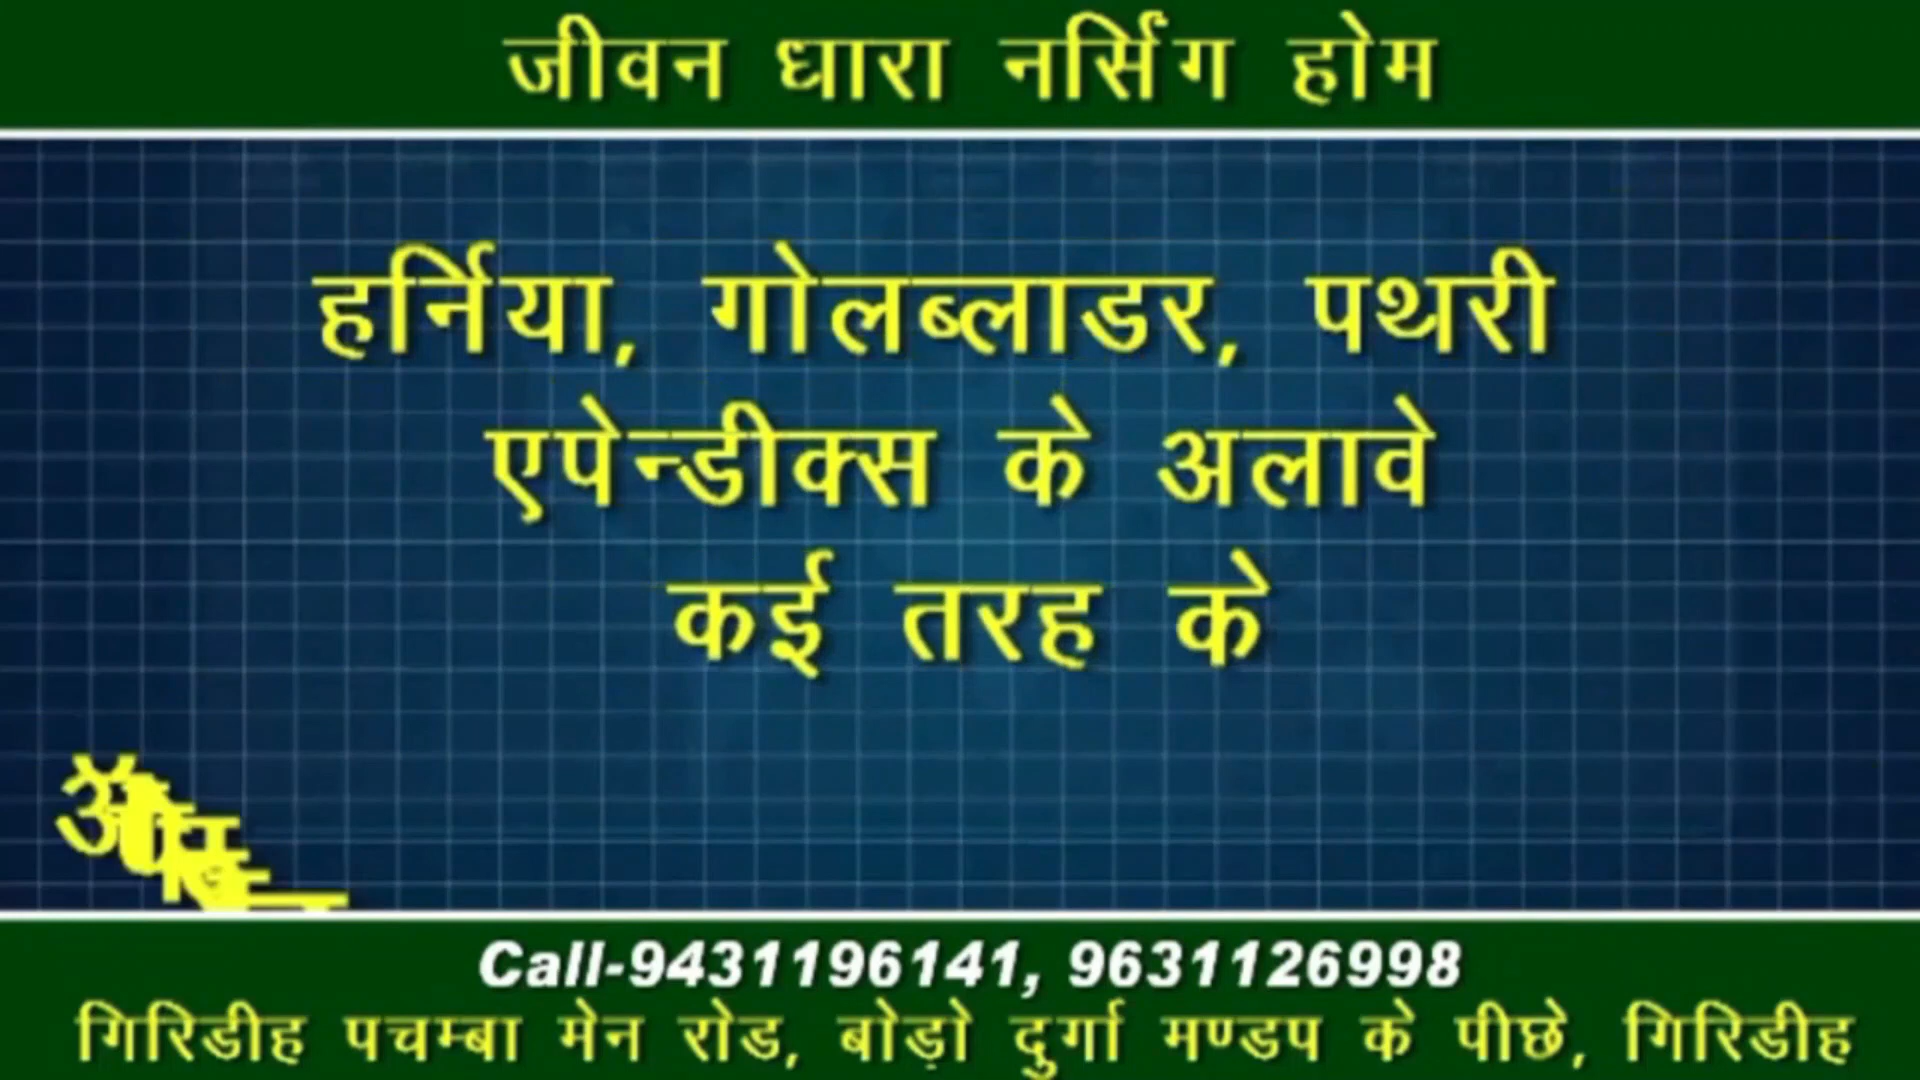 जीवन धारा नर्सिंग होम
हर्निया, गोलब्लाडर, पथरी
एपेन्डीक्स के अलावे
कई तरह के
Call-9431196141, 9631126998
गिरिडीह पचम्बा मेन रोड, बोड़ो दुर्गा मण्डप के पीछे, गिरिडीह